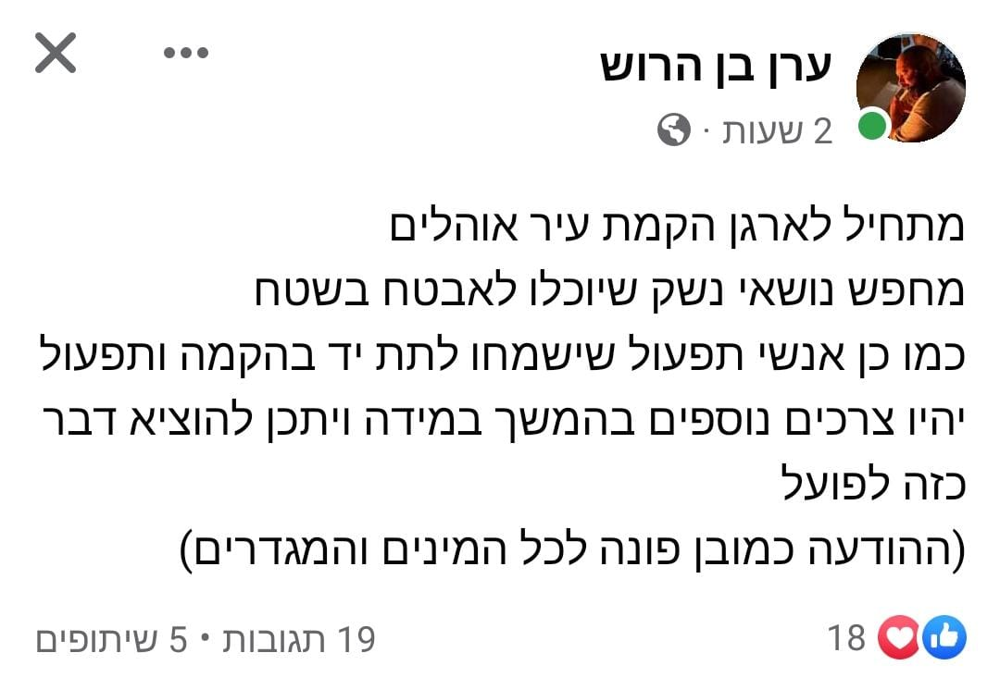 ערן בן הרוש
2 שעות ·
מתחיל לארגן הקמת עיר אוהלים
מחפש נושאי נשק שיוכלו לאבטח בשטח
כמו כן אנשי תפעול שישמחו לתת יד בהקמה ותפעול
יהיו צרכים נוספים בהמשך במידה ויתכן להוציא דבר
כזה לפועל
(ההודעה כמובן פונה לכל המינים והמגדרים)
18
19 תגובות • 5 שיתופים